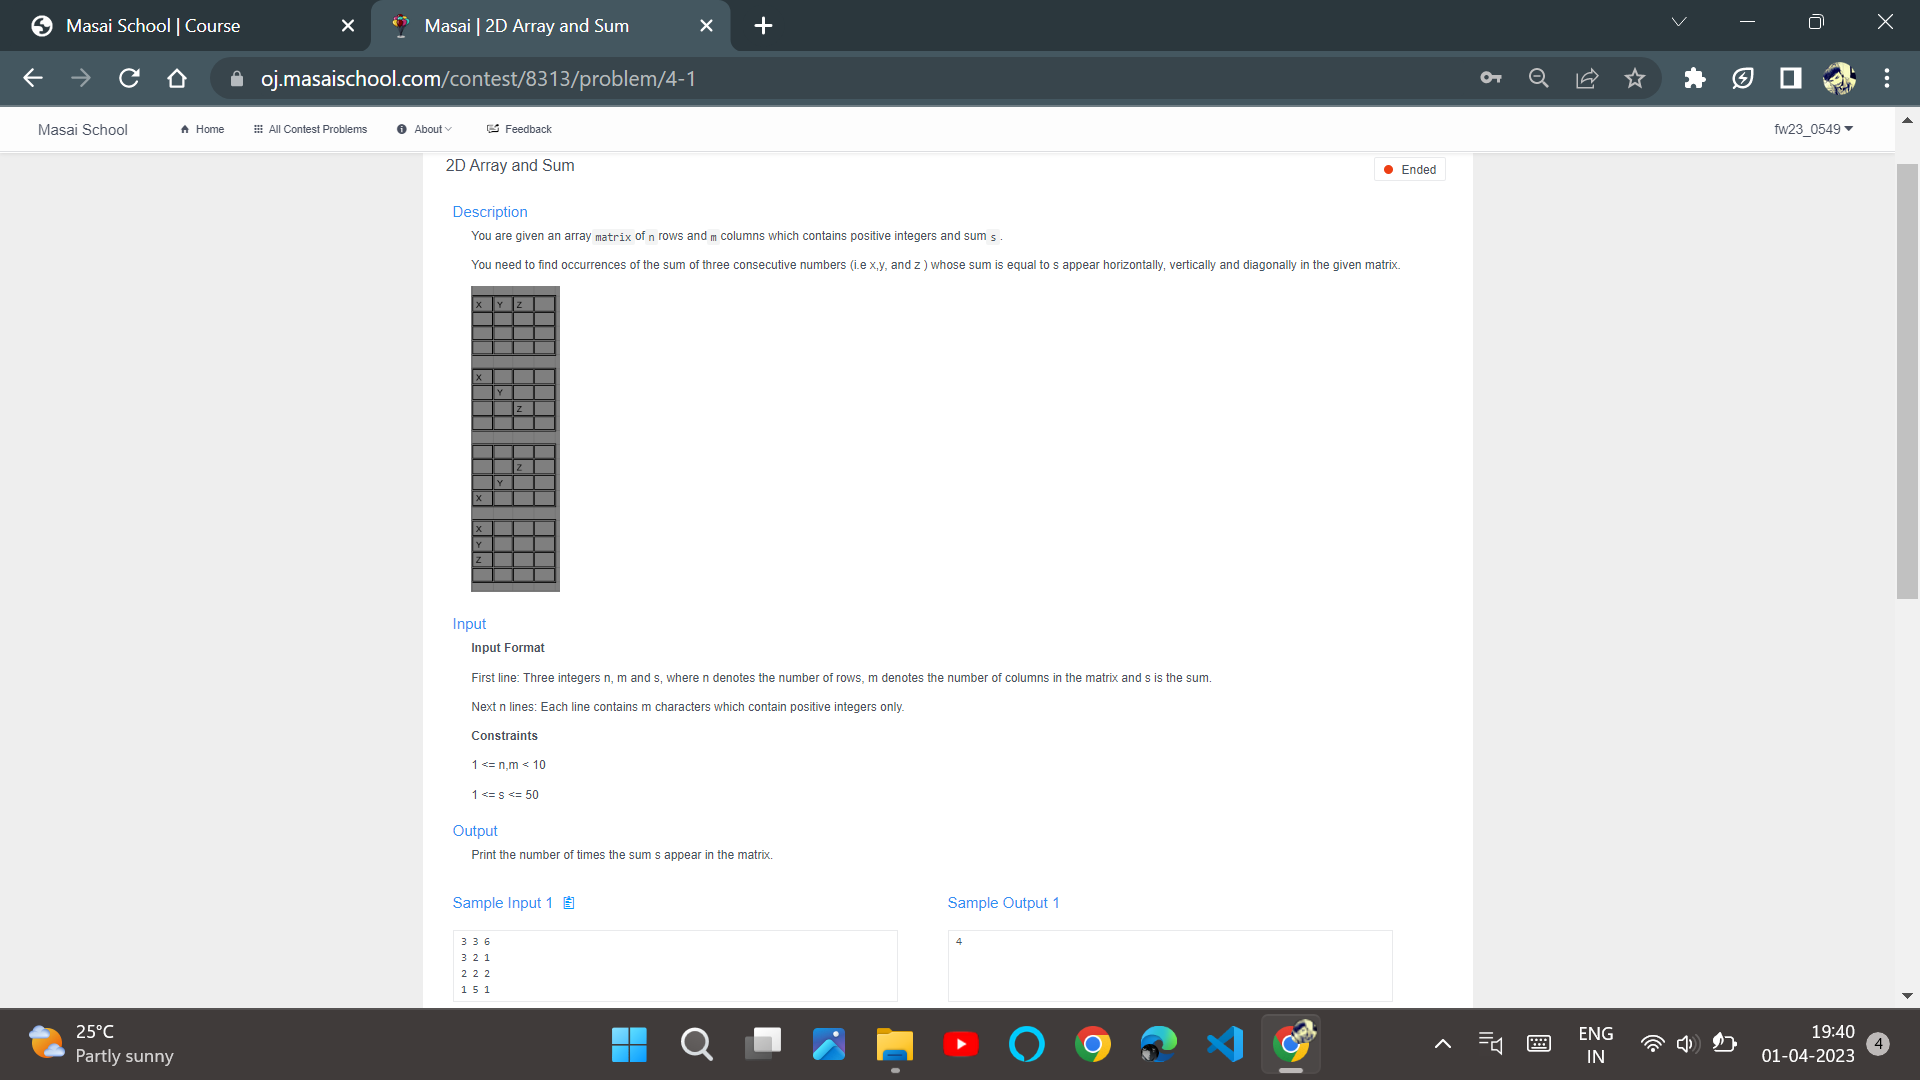 Masai School | Course
Masai | 2D Array and Sum
oj.masaischool.com/contest/8313/problem/4-1
Masai School
Home
All Contest Problems
About
Feedback
fw23_0549
2D Array and Sum
Ended
Description
You are given an array matrix of n rows and m columns which contains positive integers and sum s .
You need to find occurrences of the sum of three consecutive numbers (i.e x,y, and z ) whose sum is equal to s appear horizontally, vertically and diagonally in the given matrix.
X Y Z
X
Y
Z
Z
Y
X
X
Y
Z
Input
Input Format
First line: Three integers n, m and s, where n denotes the number of rows, m denotes the number of columns in the matrix and s is the sum.
Next n lines: Each line contains m characters which contain positive integers only.
Constraints
1 <= n,m < 10
1 <= s <= 50
Output
Print the number of times the sum s appear in the matrix.
Sample Input 1
3 3 6
3 2 1
2 2 2
1 5 1
Sample Output 1
4
25°C
Partly sunny
ENG
IN
19:40
01-04-2023
4